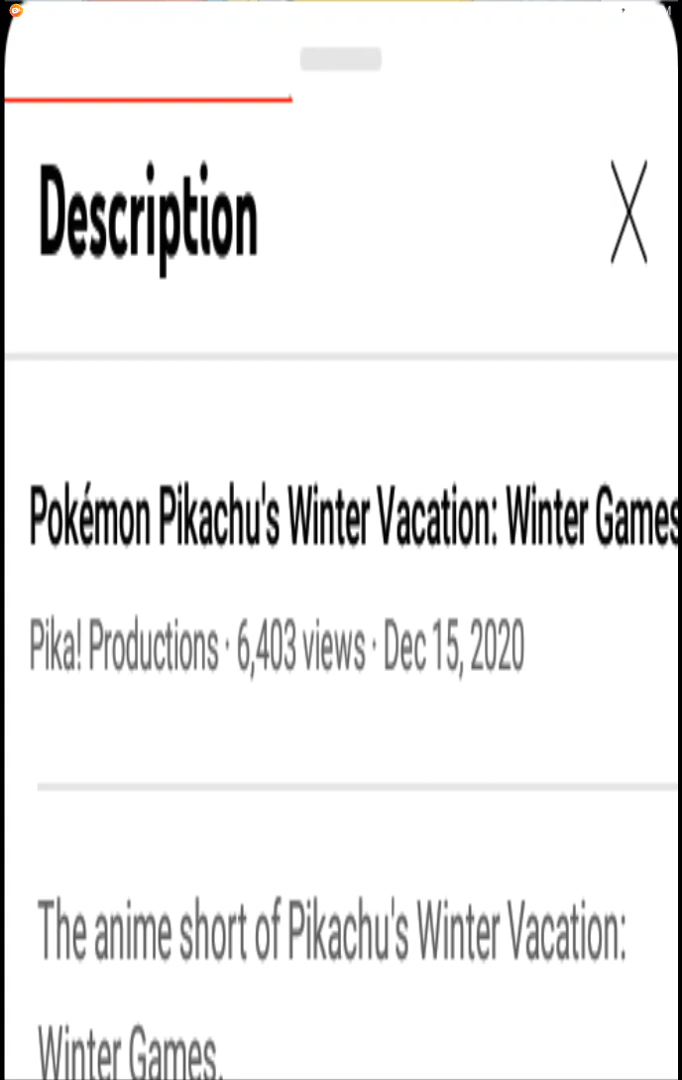 Description
Pokémon Pikachu's Winter Vacation: Winter Games
Pika! Productions · 6,403 views · Dec 15, 2020
The anime short of Pikachu's Winter Vacation:
Winter Games.